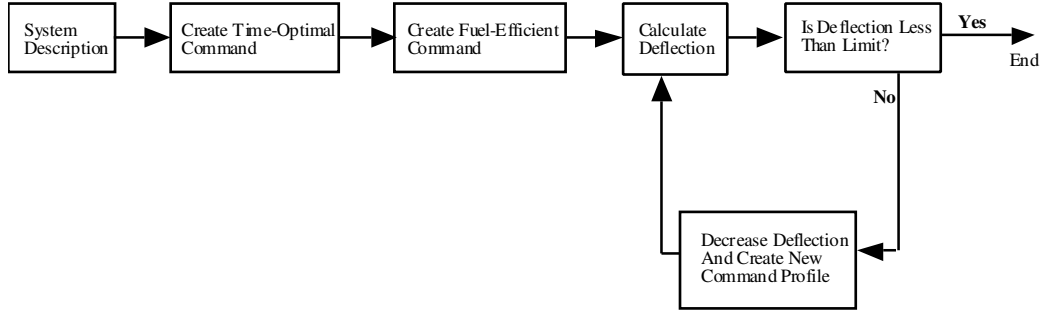 System
Description
Create Time-Optimal
Command
Create Fuel-Efficient
Command
Calculate
Deflection
Is Deflection Less
Than Limit?
Yes
End
No
Decrease Deflection
And Create New
Command Profile